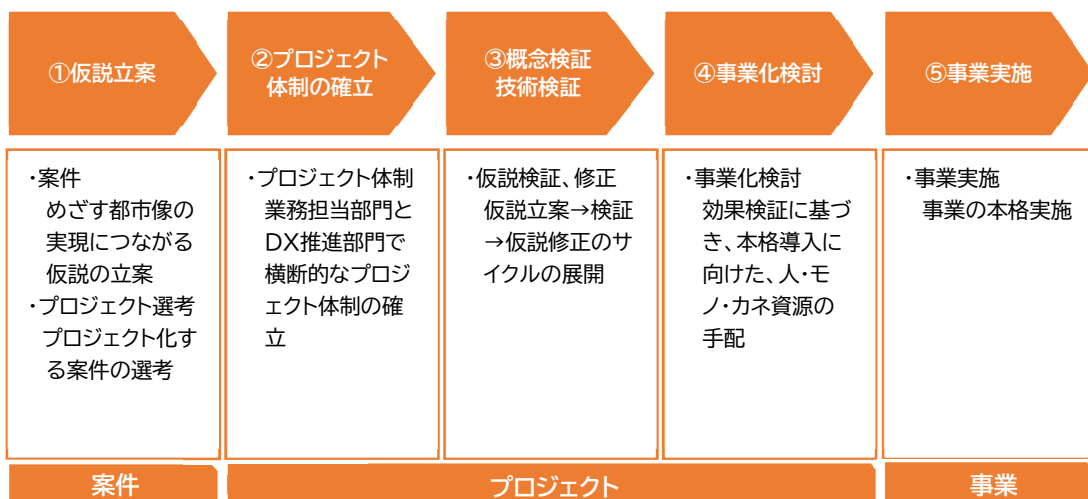 ①仮説立案
②プロジェクト
体制の確立
③概念検証
技術検証
④事業化検討
⑤事業実施
・案件
めざす都市像の
実現につながる
仮説の立案
・プロジェクト選考
プロジェクト化す
る案件の選考
・プロジェクト体制
業務担当部門と
DX推進部門で
横断的なプロジ
ェクト体制の確
立
・仮説検証、修正
仮説立案→検証
→仮説修正のサ
イクルの展開
・事業化検討
効果検証に基づ
き、本格導入に
向けた、人・モ
ノ・カネ資源の
手配
・事業実施
事業の本格実施
案件
プロジェクト
事業